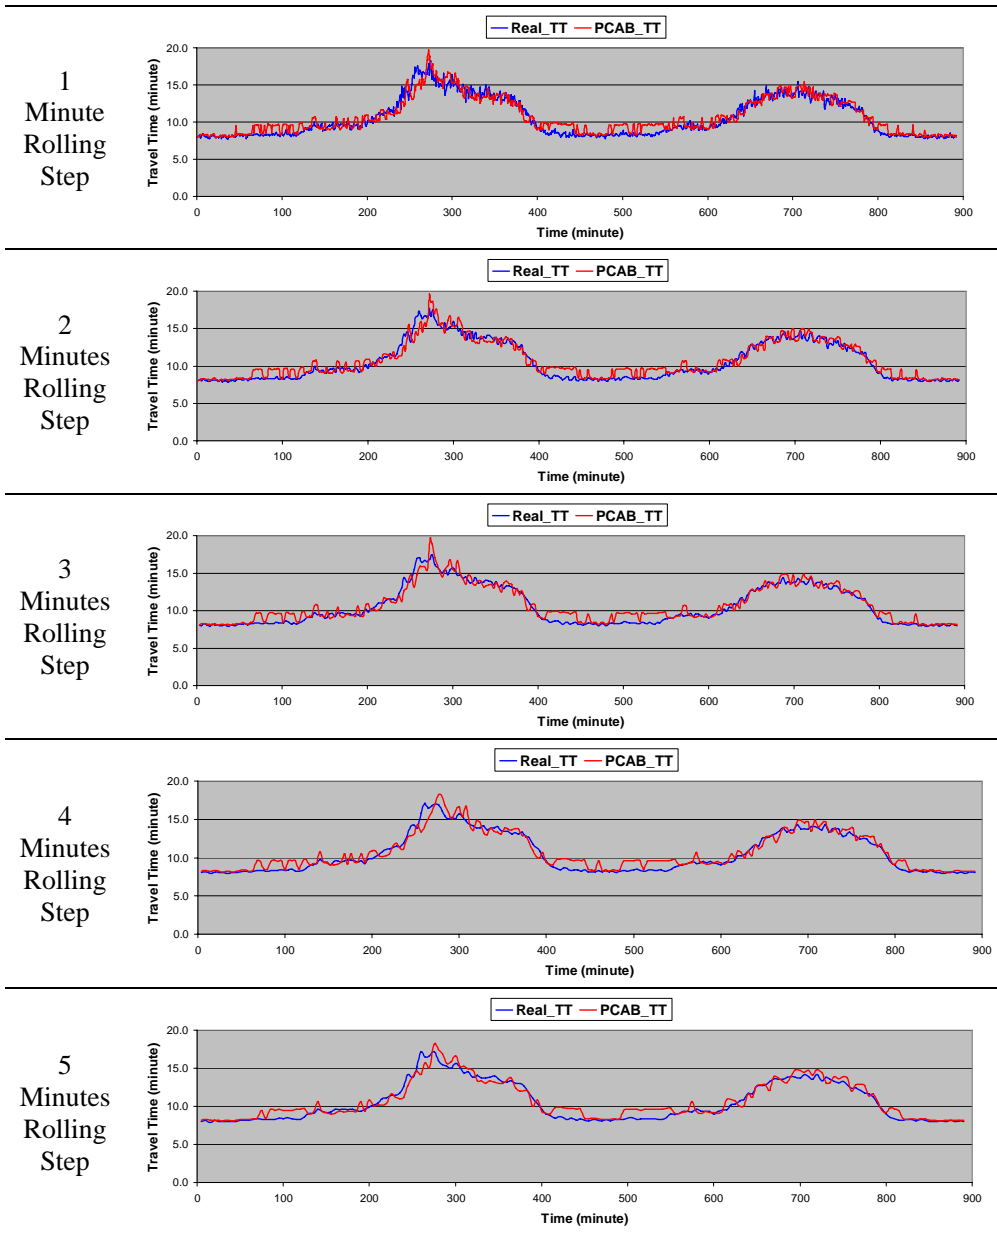 1
Minute
Rolling
Step
Real_TT PCAB_TT
Travel Time (minute)
20.0
15.0
10.0
5.0
0.0
0 100 200 300 400 500 600 700 800 900
Time (minute)
2
Minutes
Rolling
Step
Real_TT PCAB_TT
Travel Time (minute)
20.0
15.0
10.0
5.0
0.0
0 100 200 300 400 500 600 700 800 900
Time (minute)
3
Minutes
Rolling
Step
Real_TT PCAB_TT
Travel Time (minute)
20.0
15.0
10.0
5.0
0.0
0 100 200 300 400 500 600 700 800 900
Time (minute)
4
Minutes
Rolling
Step
Real_TT PCAB_TT
Travel Time (minute)
20.0
15.0
10.0
5.0
0.0
0 100 200 300 400 500 600 700 800 900
Time (minute)
5
Minutes
Rolling
Step
Real_TT PCAB_TT
Travel Time (minute)
20.0
15.0
10.0
5.0
0.0
0 100 200 300 400 500 600 700 800 900
Time (minute)